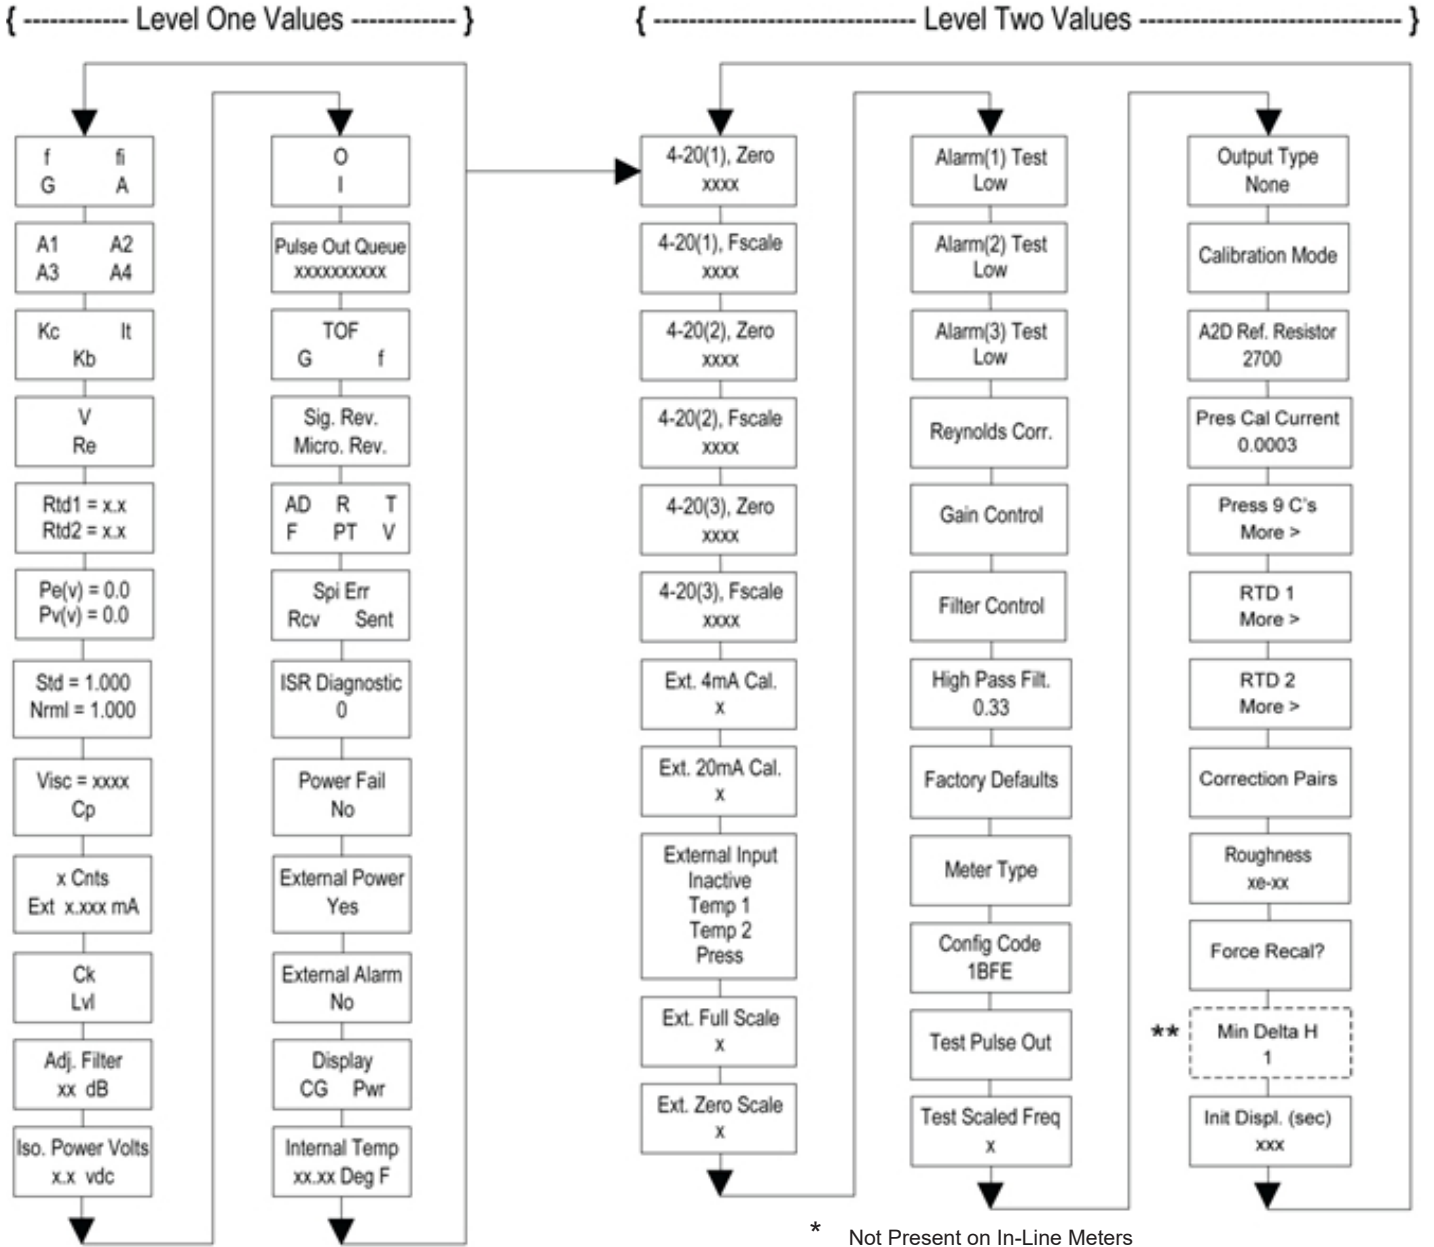 { ----------- Level One Values ----------- }
f fi
G A
A1 A2
A3 A4
Kc It
Kb
V
Re
Rtd1 = x.x
Rtd2 = x.x
Pe(v) = 0.0
Pv(v) = 0.0
Std = 1.000
Nrml = 1.000
Visc = xxxx
Cp
x Cnts
Ext x.xxx mA
Ck
Lvl
Adj. Filter
xx dB
Iso. Power Volts
x.x vdc
O
I
Pulse Out Queue
xxxxxxxxxx
TOF
G f
Sig. Rev.
Micro. Rev.
AD R T
F PT V
Spi Err
Rcv Sent
ISR Diagnostic
0
Power Fail
No
External Power
Yes
External Alarm
No
Display
CG Pwr
Internal Temp
xx.xx Deg F
{ ---------------------------- Level Two Values ---------------------------- }
4-20(1), Zero
xxxx
4-20(1), Fscale
xxxx
4-20(2), Zero
xxxx
4-20(2), Fscale
xxxx
4-20(3), Zero
xxxx
4-20(3), Fscale
xxxx
Ext. 4mA Cal.
x
Ext. 20mA Cal.
x
External Input
Inactive
Temp 1
Temp 2
Press
Ext. Full Scale
x
Ext. Zero Scale
x
Alarm(1) Test
Low
Alarm(2) Test
Low
Alarm(3) Test
Low
Reynolds Corr.
Gain Control
Filter Control
High Pass Filt.
0.33
Factory Defaults
Meter Type
Config Code
1BFE
Test Pulse Out
Test Scaled Freq
x
Output Type
None
Calibration Mode
A2D Ref. Resistor
2700
Pres Cal Current
0.0003
Press 9 C's
More >
RTD 1
More >
RTD 2
More >
Correction Pairs
Roughness
xe-xx
Force Recal?
** Min Delta H
1
Init Displ. (sec)
xxx
* Not Present on In-Line Meters